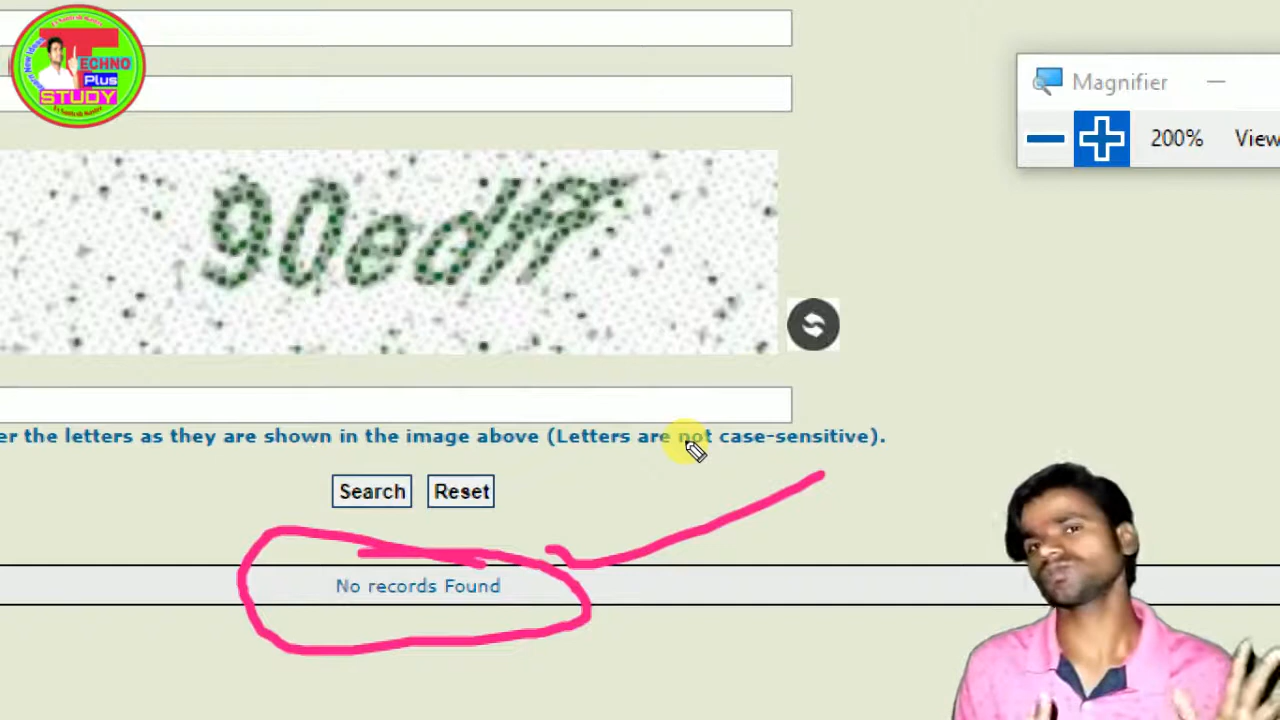 TECHNO
Plus
STUDY
Magnifier
200%
View
90edff
er the letters as they are shown in the image above (Letters are not case-sensitive).
Search Reset
No records Found